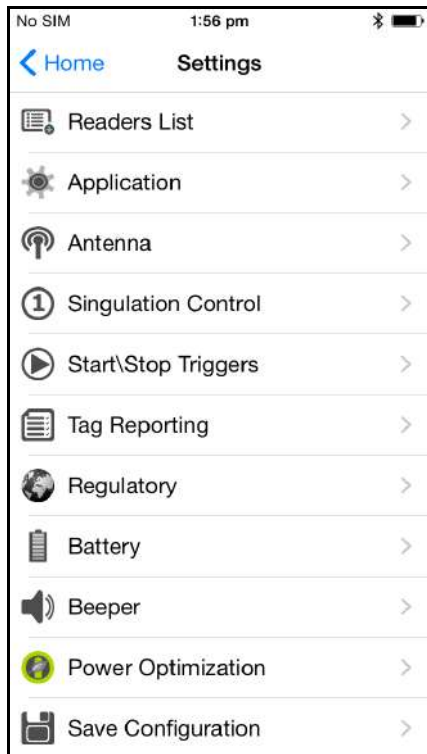 No SIM 1:56 pm
Home Settings
Readers List
Application
Antenna
1 Singulation Control
Start\Stop Triggers
Tag Reporting
Regulatory
Battery
Beeper
Power Optimization
Save Configuration